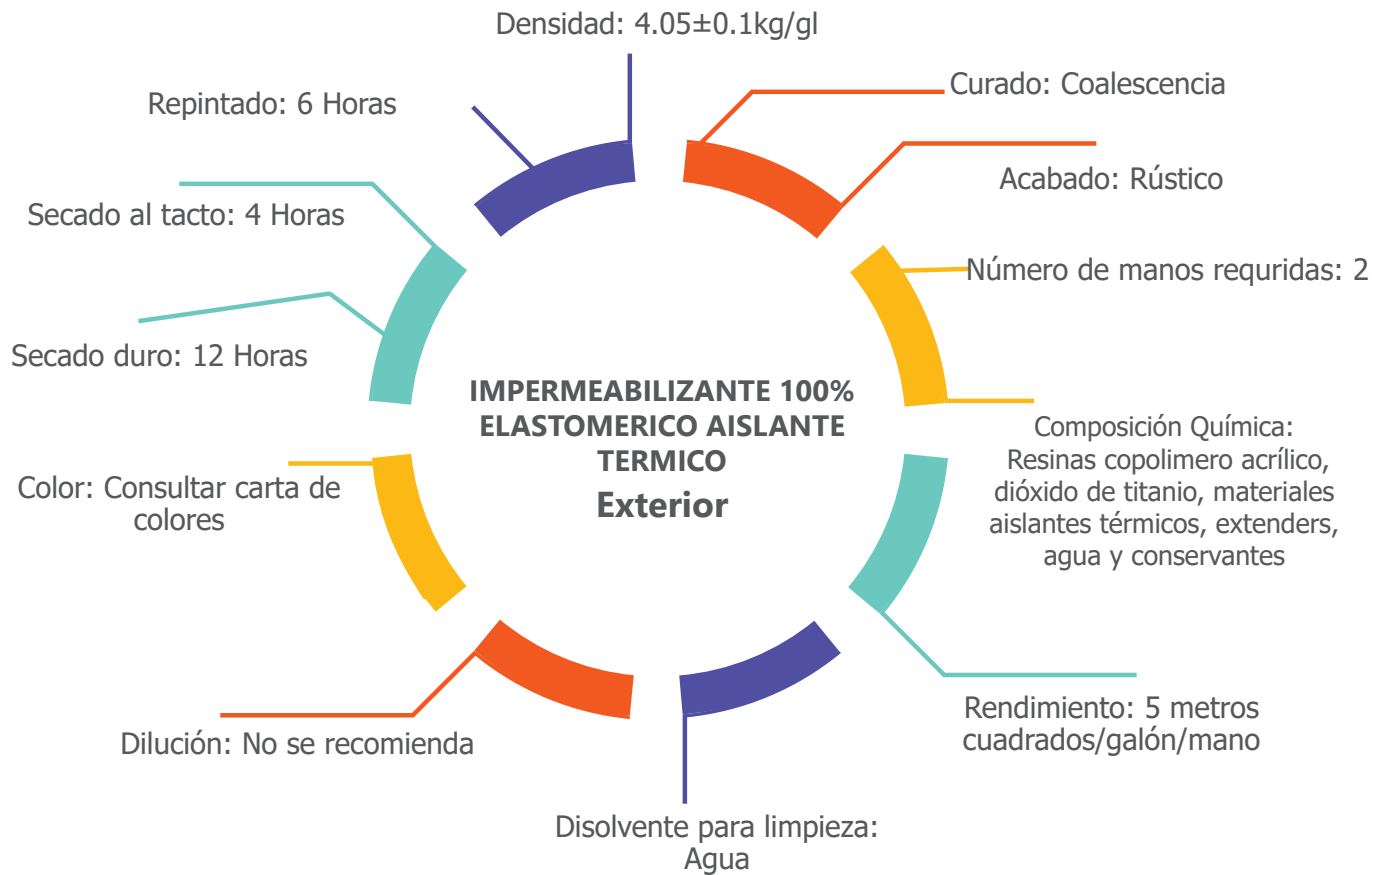 Densidad: 4.05±0.1kg/gl
Curado: Coalescencia
Repintado: 6 Horas
Acabado: Rústico
Secado al tacto: 4 Horas
Número de manos requridas: 2
Secado duro: 12 Horas
IMPERMEABILIZANTE 100%
ELASTOMERICO AISLANTE
TERMICO
Exterior
Composición Química:
Resinas copolimero acrílico,
dióxido de titanio, materiales
aislantes térmicos, extenders,
agua y conservantes
Color: Consultar carta de
colores
Rendimiento: 5 metros
cuadrados/galón/mano
Dilución: No se recomienda
Disolvente para limpieza:
Agua